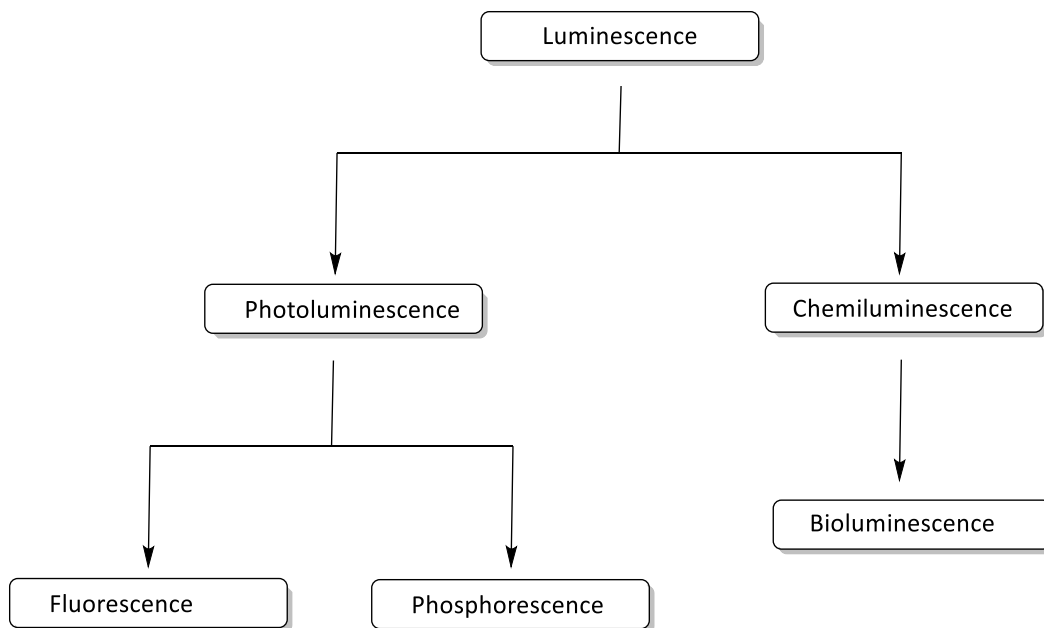 Luminescence
Photoluminescence
Chemiluminescence
Bioluminescence
Fluorescence
Phosphorescence